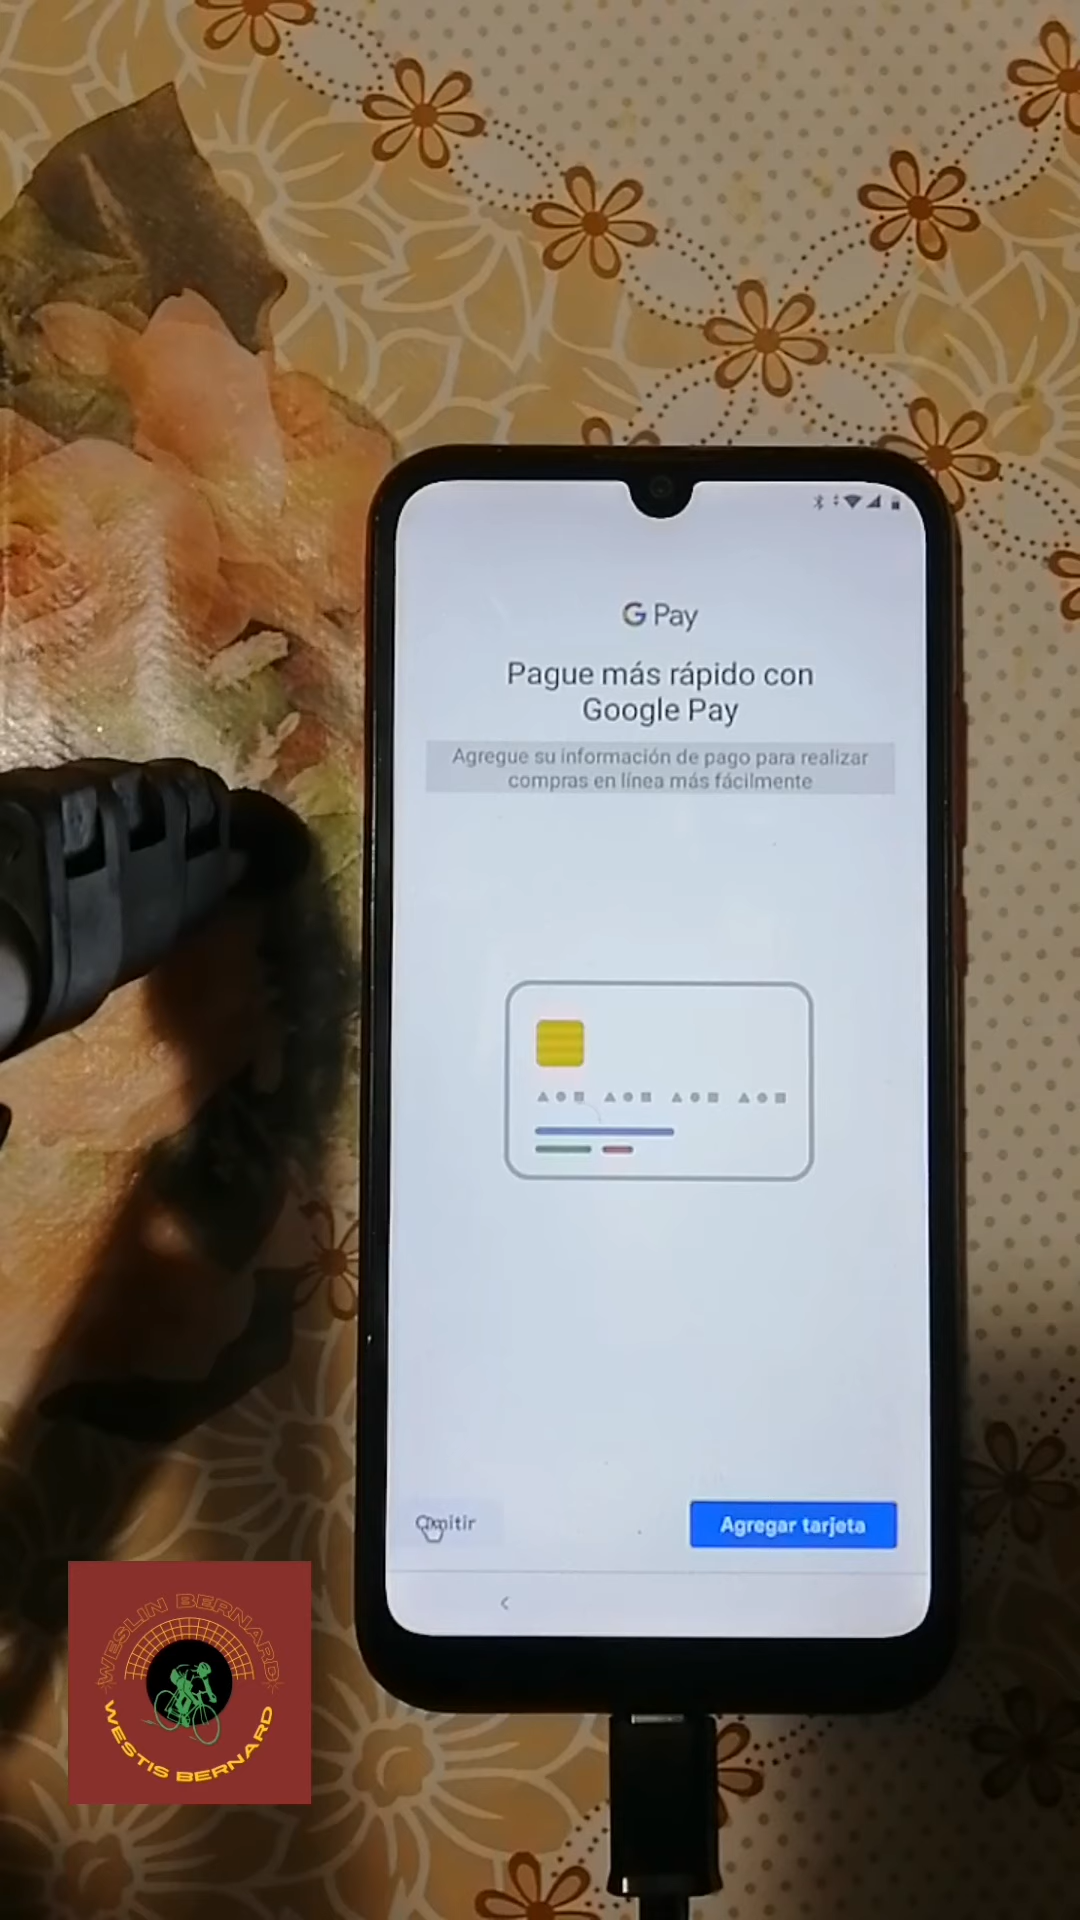 G Pay
Pague más rápido con
Google Pay
Agregue su información de pago para realizar
compras en línea más fácilmente
Omitir
Agregar tarjeta
WESLIN BERNARD
WESTIS BERNARD